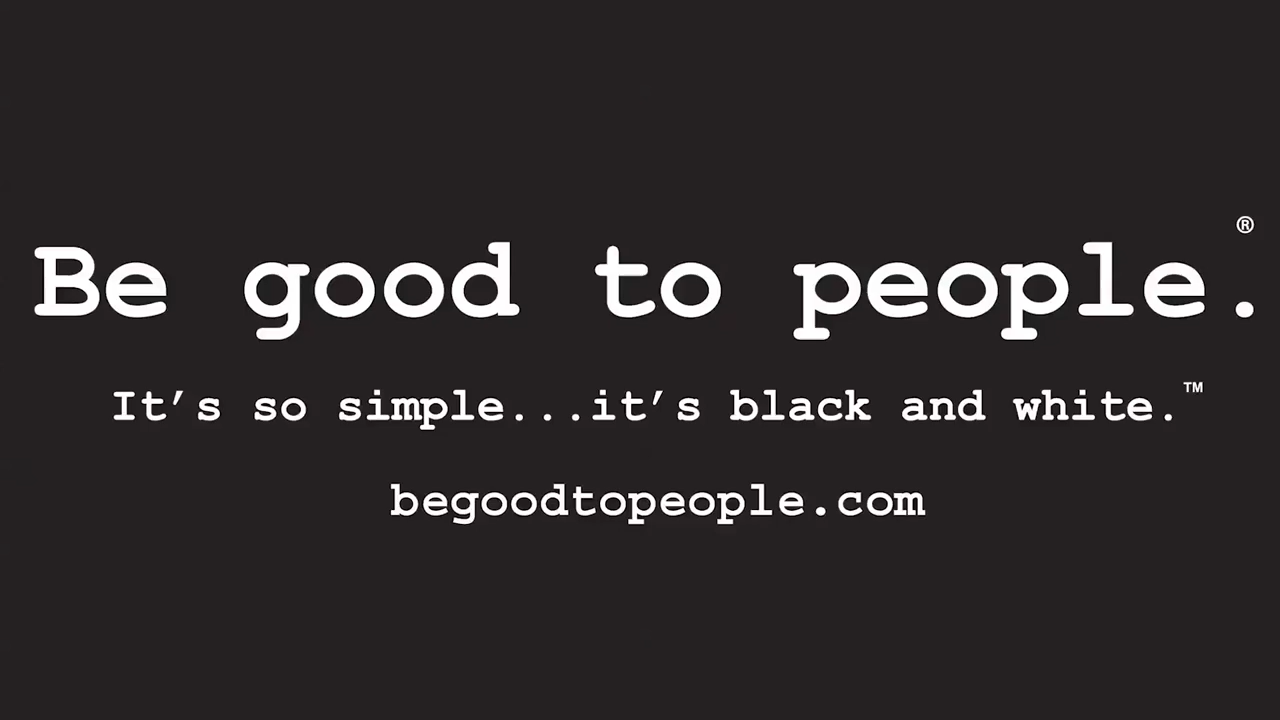 Be good to people.®
It’s so simple...it’s black and white.™
begoodtopeople.com